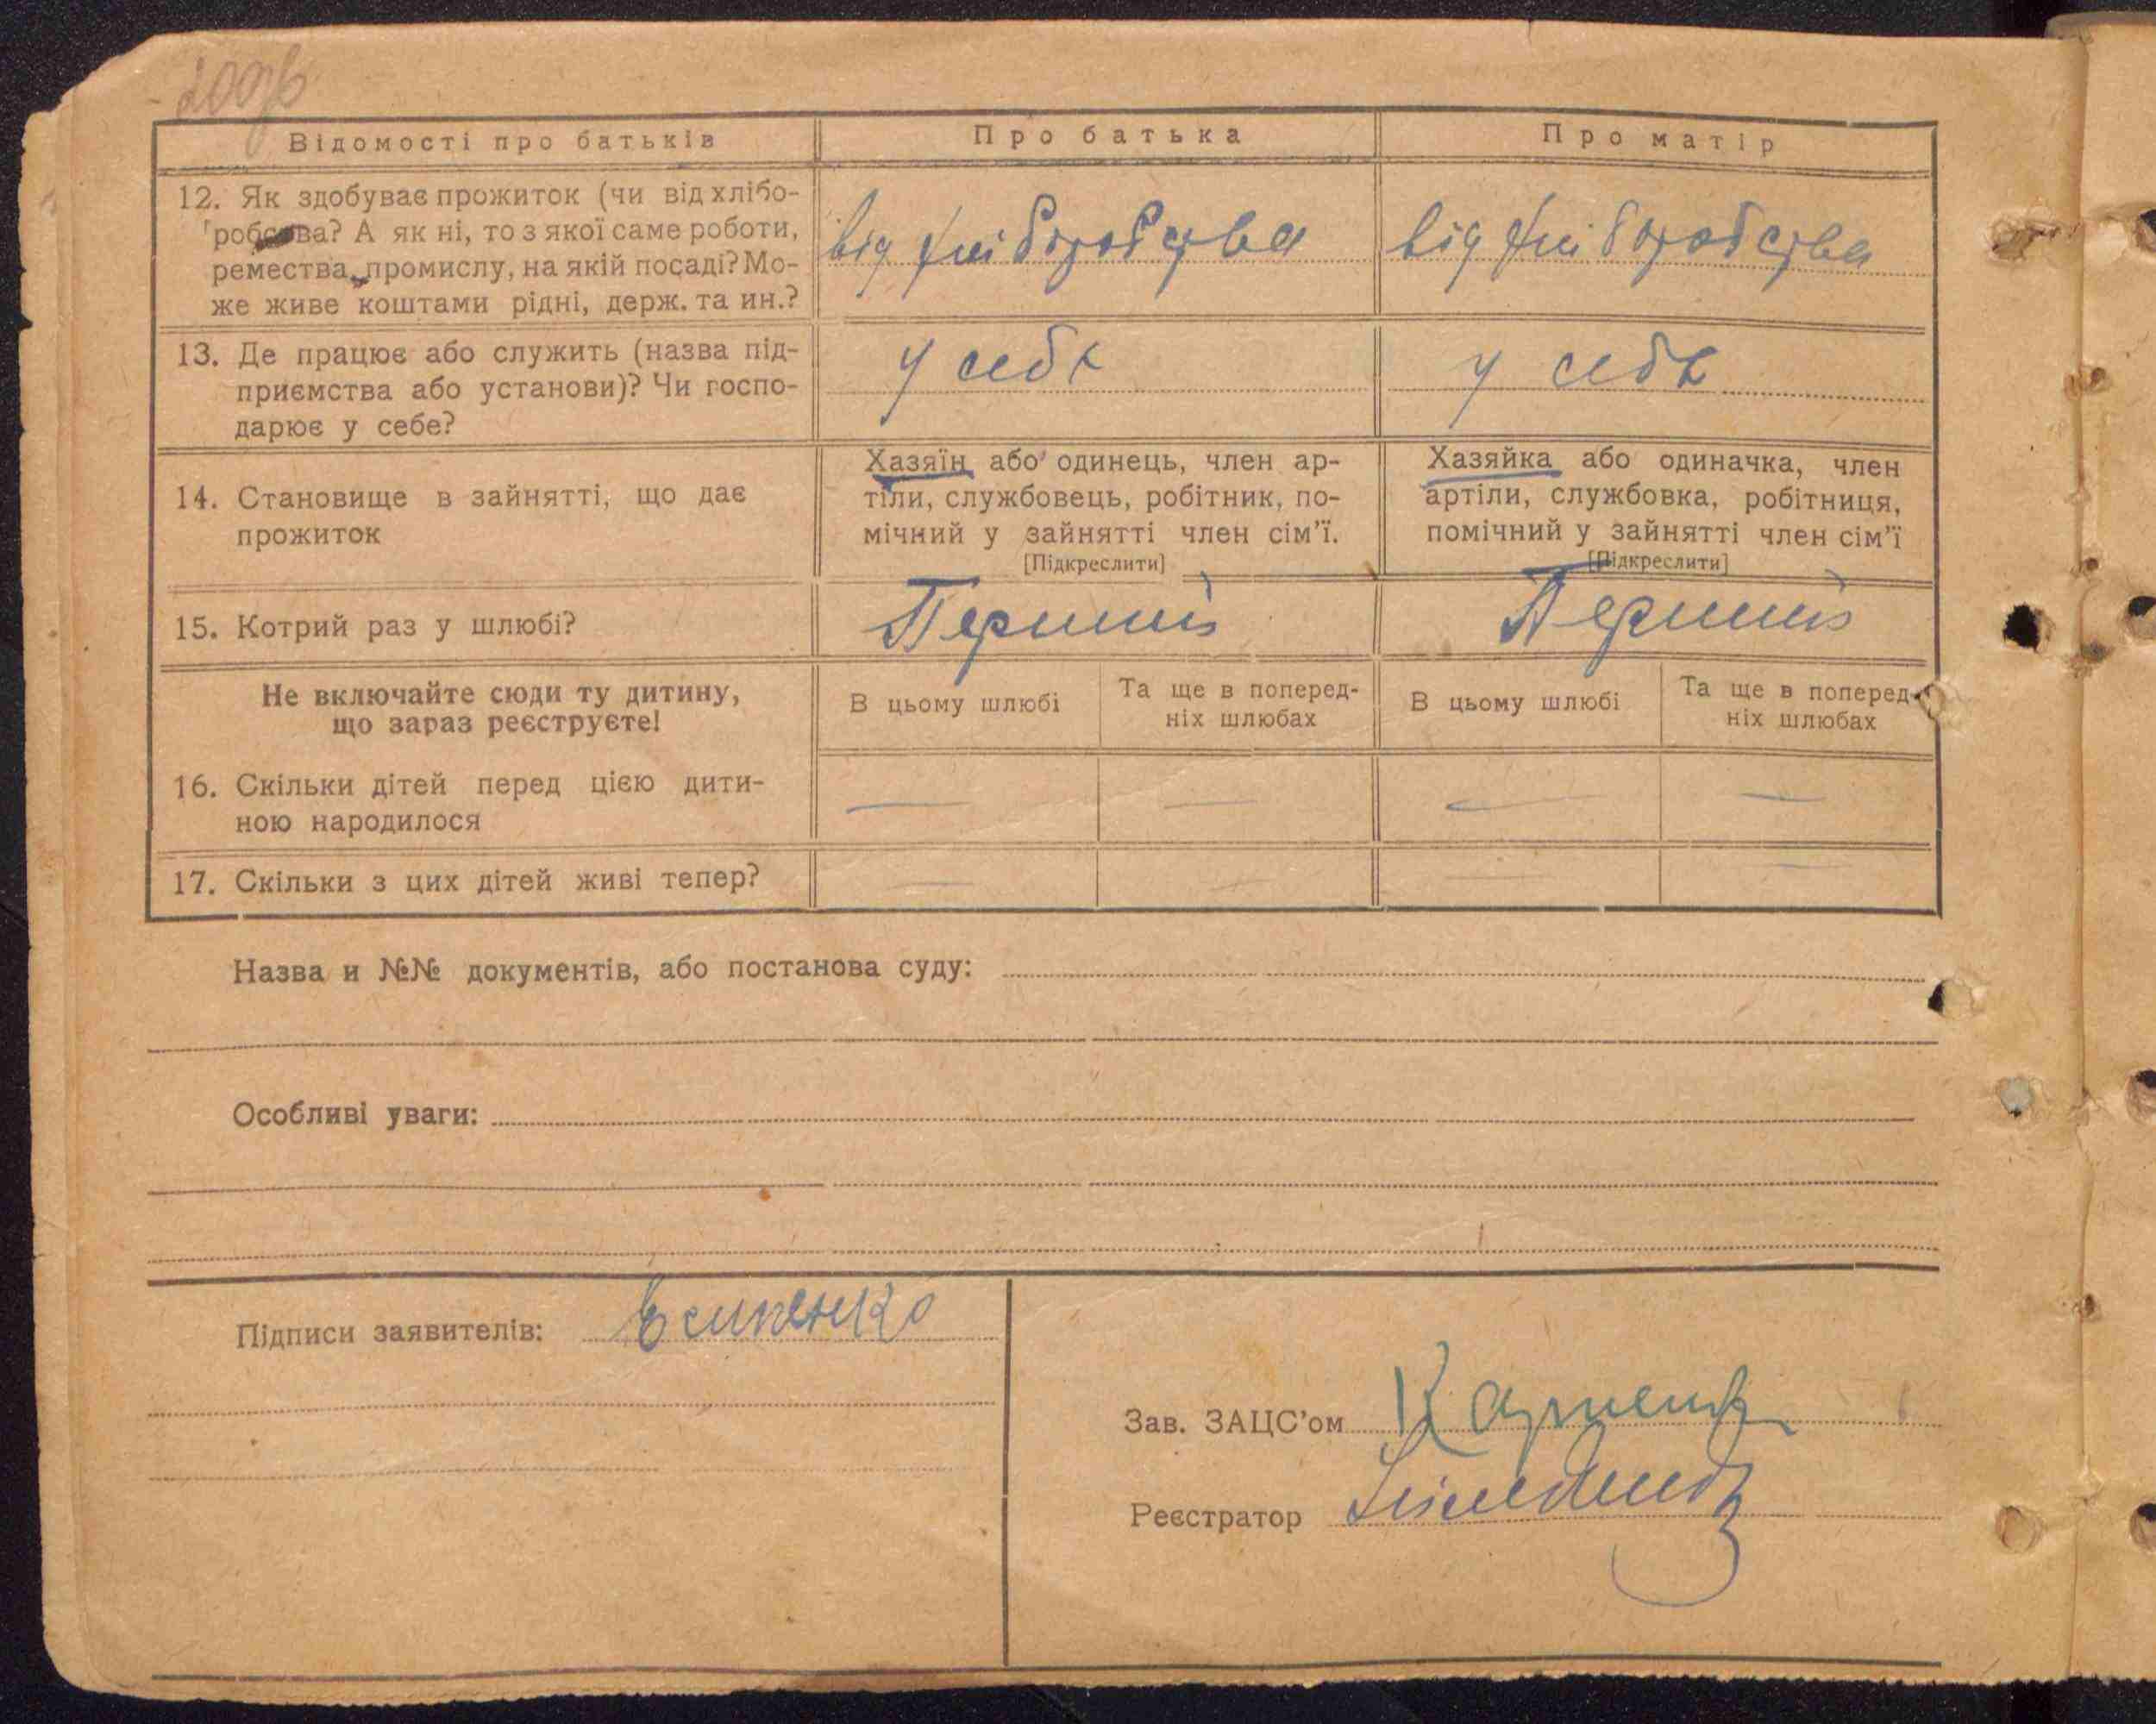 Відомості про батьків
Про батька
Про матір
12. Як здобуває прожиток (чи від хлібо-
робства? А як ні, то з якої саме роботи,
ремества, промислу, на якій посаді? Мо-
же живе коштами рідні, держ. та ин.?
від хліборобства
від хліборобства
13. Де працює або служить (назва під-
приємства або установи)? Чи госпо-
дарює у себе?
у себе
у себе
14. Становище в зайнятті, що дає
прожиток
Хазяїн або одинець, член ар-
тіли, службовець, робітник, по-
мічний у зайнятті член сім’ї.
[Підкреслити]
Хазяйка або одиначка, член
артіли, службовка, робітниця,
помічний у зайнятті член сім’ї
[Підкреслити]
15. Котрий раз у шлюбі?
Перший
Перший
Не включайте сюди ту дитину,
що зараз реєструєте!
В цьому шлюбі
Та ще в поперед-
ніх шлюбах
В цьому шлюбі
Та ще в поперед-
ніх шлюбах
16. Скільки дітей перед цією дити-
ною народилося
— — — —
17. Скільки з цих дітей живі тепер?
— — — —
Назва и №№ документів, або постанова суду:
Особливі уваги:
Підписи заявителів:
Зав. ЗАЦС’ом
Реєстратор